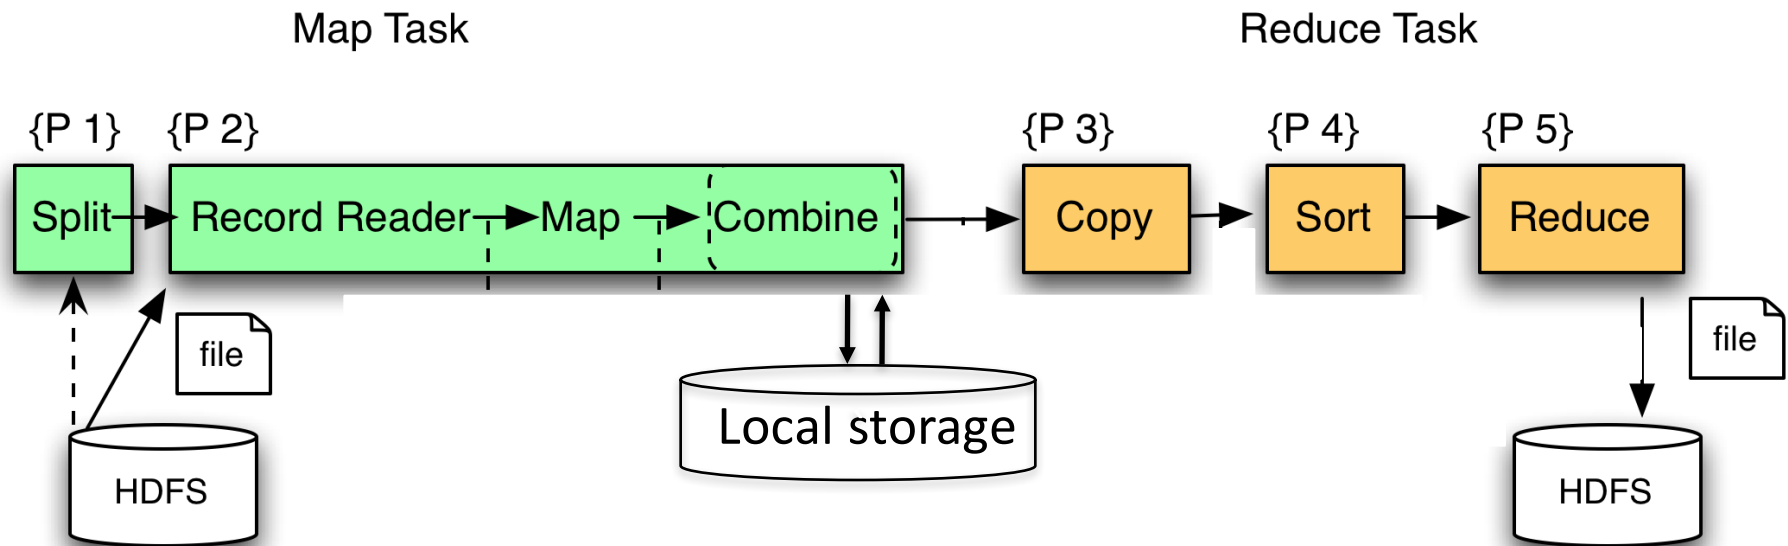 Map Task
Reduce Task
{P 1}
{P 2}
{P 3}
{P 4}
{P 5}
Split
Record Reader
Map
Combine
Copy
Sort
Reduce
file
file
Local storage
HDFS
HDFS